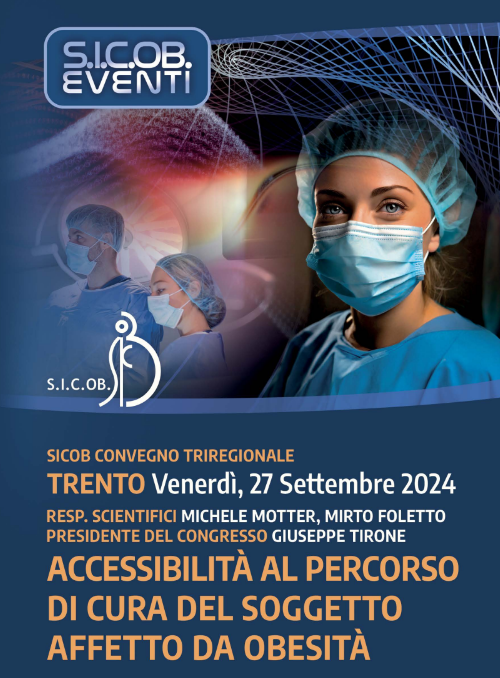 S.I.C.OB.
EVENTI
S.I.C.OB.
SICOB CONVEGNO TRIREGIONALE
TRENTO Venerdì, 27 Settembre 2024
RESP. SCIENTIFICI MICHELE MOTTER, MIRTO FOLETTO
PRESIDENTE DEL CONGRESSO GIUSEPPE TIRONE
ACCESSIBILITÀ AL PERCORSO
DI CURA DEL SOGGETTO
AFFETTO DA OBESITÀ